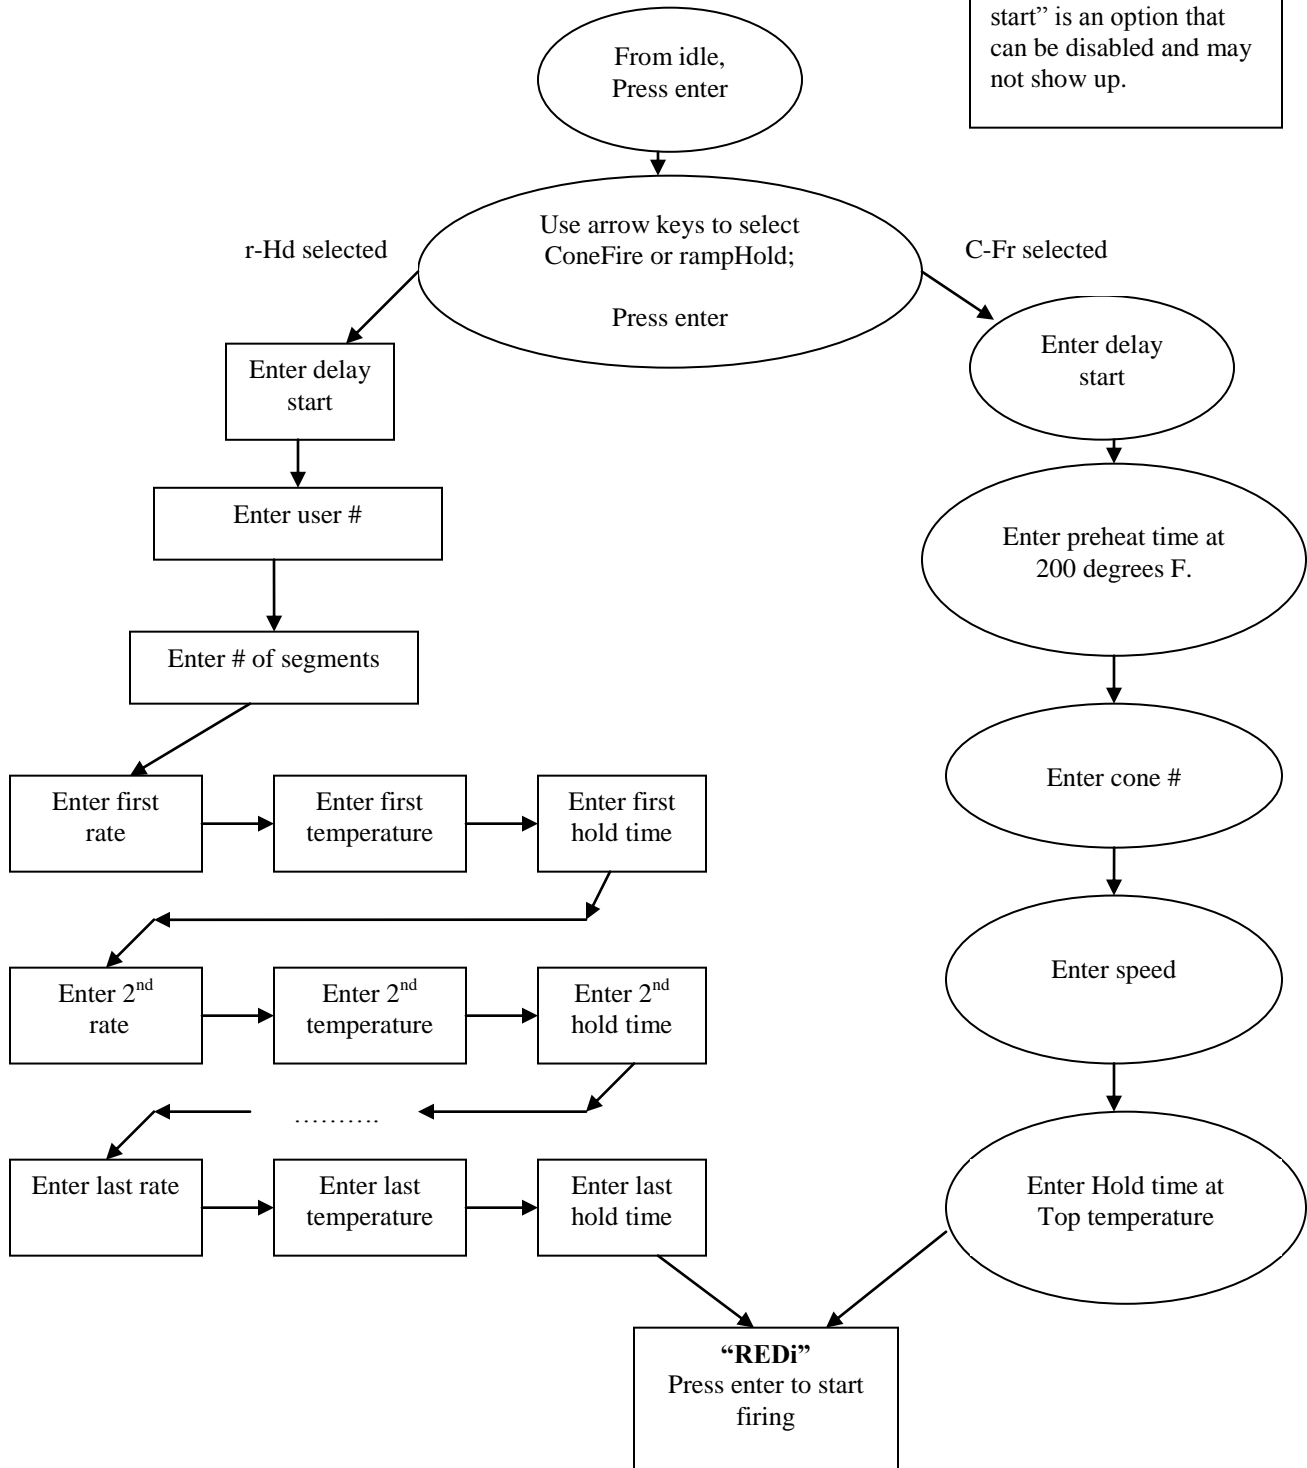 start” is an option that
can be disabled and may
not show up.
From idle,
Press enter
Use arrow keys to select
ConeFire or rampHold;
Press enter
r-Hd selected
C-Fr selected
Enter delay
start
Enter user #
Enter # of segments
Enter first
rate
Enter first
temperature
Enter first
hold time
Enter 2nd
rate
Enter 2nd
temperature
Enter 2nd
hold time
……….
Enter last rate
Enter last
temperature
Enter last
hold time
Enter delay
start
Enter preheat time at
200 degrees F.
Enter cone #
Enter speed
Enter Hold time at
Top temperature
“REDi”
Press enter to start
firing